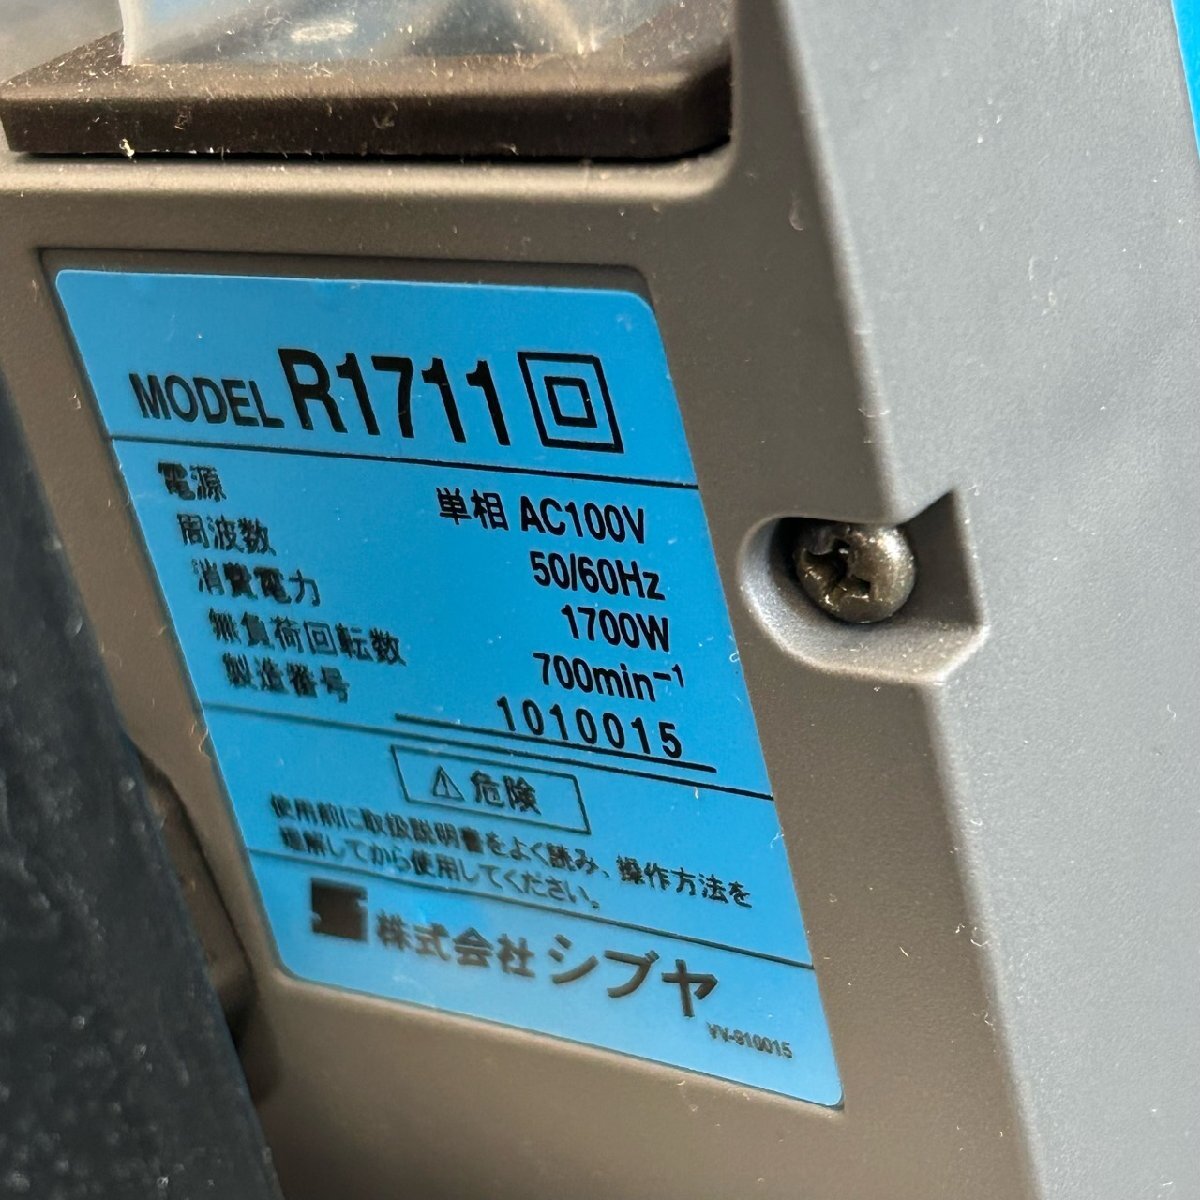 MODEL R1711
電源 単相 AC100V
周波数 50/60Hz
消費電力 1700W
無負荷回転数 700min⁻¹
製造番号 1010015
⚠危険
使用前に取扱説明書をよく読み、操作方法を
理解してから使用してください。
株式会社シブヤ
VV-910015